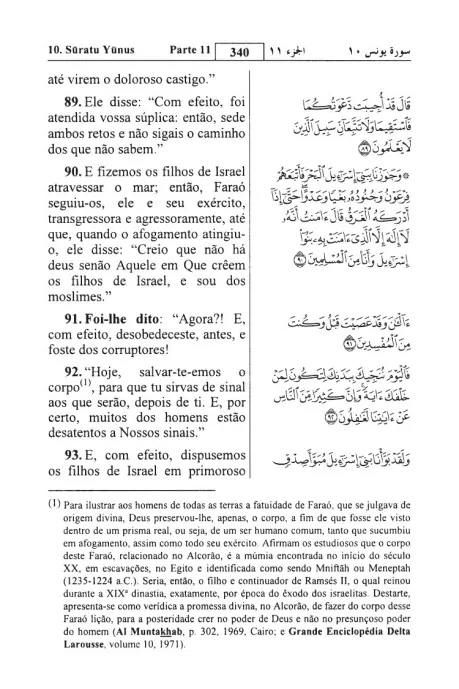 10. Sūratu Yūnus Parte 11 340 الجزء ١١ سورة يونس ١٠
até virem o doloroso castigo.”
89. Ele disse: “Com efeito, foi
atendida vossa súplica: então, sede
ambos retos e não sigais o caminho
dos que não sabem.”
90. E fizemos os filhos de Israel
atravessar o mar; então, Faraó
seguiu-os, ele e seu exército,
transgressora e agressoramente, até
que, quando o afogamento atingiu-
o, ele disse: “Creio que não há
deus senão Aquele em Que crêem
os filhos de Israel, e sou dos
moslimes.”
91. Foi-lhe dito: “Agora?! E,
com efeito, desobedeceste, antes, e
foste dos corruptores!
92. “Hoje, salvar-te-emos o
corpo(1), para que tu sirvas de sinal
aos que serão, depois de ti. E, por
certo, muitos dos homens estão
desatentos a Nossos sinais.”
93. E, com efeito, dispusemos
os filhos de Israel em primoroso
قَالَ قَدْ أُجِيبَت دَّعْوَتُكُمَا
فَٱسْتَقِيمَا وَلَا تَتَّبِعَآنِّ سَبِيلَ ٱلَّذِينَ
لَا يَعْلَمُونَ ٨٩
۞ وَجَٰوَزْنَا بِبَنِىٓ إِسْرَٰٓءِيلَ ٱلْبَحْرَ فَأَتْبَعَهُمْ
فِرْعَوْنُ وَجُنُودُهُۥ بَغْيًا وَعَدْوًا ۖ حَتَّىٰٓ إِذَآ
أَدْرَكَهُ ٱلْغَرَقُ قَالَ ءَامَنتُ أَنَّهُۥ
لَآ إِلَٰهَ إِلَّا ٱلَّذِىٓ ءَامَنَتْ بِهِۦ بَنُوٓا۟
إِسْرَٰٓءِيلَ وَأَنَا۠ مِنَ ٱلْمُسْلِمِينَ ٩٠
ءَآلْـَٰٔنَ وَقَدْ عَصَيْتَ قَبْلُ وَكُنتَ
مِنَ ٱلْمُفْسِدِينَ ٩١
فَٱلْيَوْمَ نُنَجِّيكَ بِبَدَنِكَ لِتَكُونَ لِمَنْ
خَلْفَكَ ءَايَةً ۚ وَإِنَّ كَثِيرًا مِّنَ ٱلنَّاسِ
عَنْ ءَايَٰتِنَا لَغَٰفِلُونَ ٩٢
وَلَقَدْ بَوَّأْنَا بَنِىٓ إِسْرَٰٓءِيلَ مُبَوَّأَ صِدْقٍ
(1) Para ilustrar aos homens de todas as terras a fatuidade de Faraó, que se julgava de
origem divina, Deus preservou-lhe, apenas, o corpo, a fim de que fosse ele visto
dentro de um prisma real, ou seja, de um ser humano comum, tanto que sucumbiu
em afogamento, assim como todo seu exército. Afirmam os estudiosos que o corpo
deste Faraó, relacionado no Alcorão, é a múmia encontrada no início do século
XX, em escavações, no Egito e identificada como sendo Mniftāh ou Meneptah
(1235-1224 a.C.). Seria, então, o filho e continuador de Ramsés II, o qual reinou
durante a XIXª dinastia, exatamente, por época do êxodo dos israelitas. Destarte,
apresenta-se como verídica a promessa divina, no Alcorão, de fazer do corpo desse
Faraó lição, para a posteridade crer no poder de Deus e não no presunçoso poder
do homem (Al Muntakhab, p. 302, 1969, Cairo; e Grande Enciclopédia Delta
Larousse, volume 10, 1971).